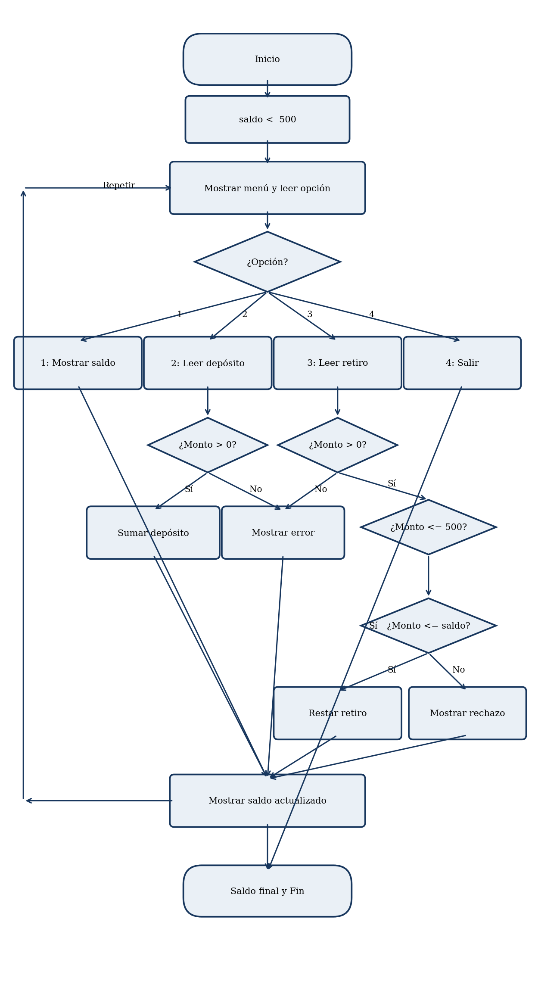 Inicio
saldo <- 500
Repetir
Mostrar menú y leer opción
¿Opción?
1
2
3
4
1: Mostrar saldo
2: Leer depósito
3: Leer retiro
4: Salir
¿Monto > 0?
¿Monto > 0?
Sí
No
No
Sí
Sumar depósito
Mostrar error
¿Monto <= 500?
Sí
¿Monto <= saldo?
Sí
No
Restar retiro
Mostrar rechazo
Mostrar saldo actualizado
Saldo final y Fin